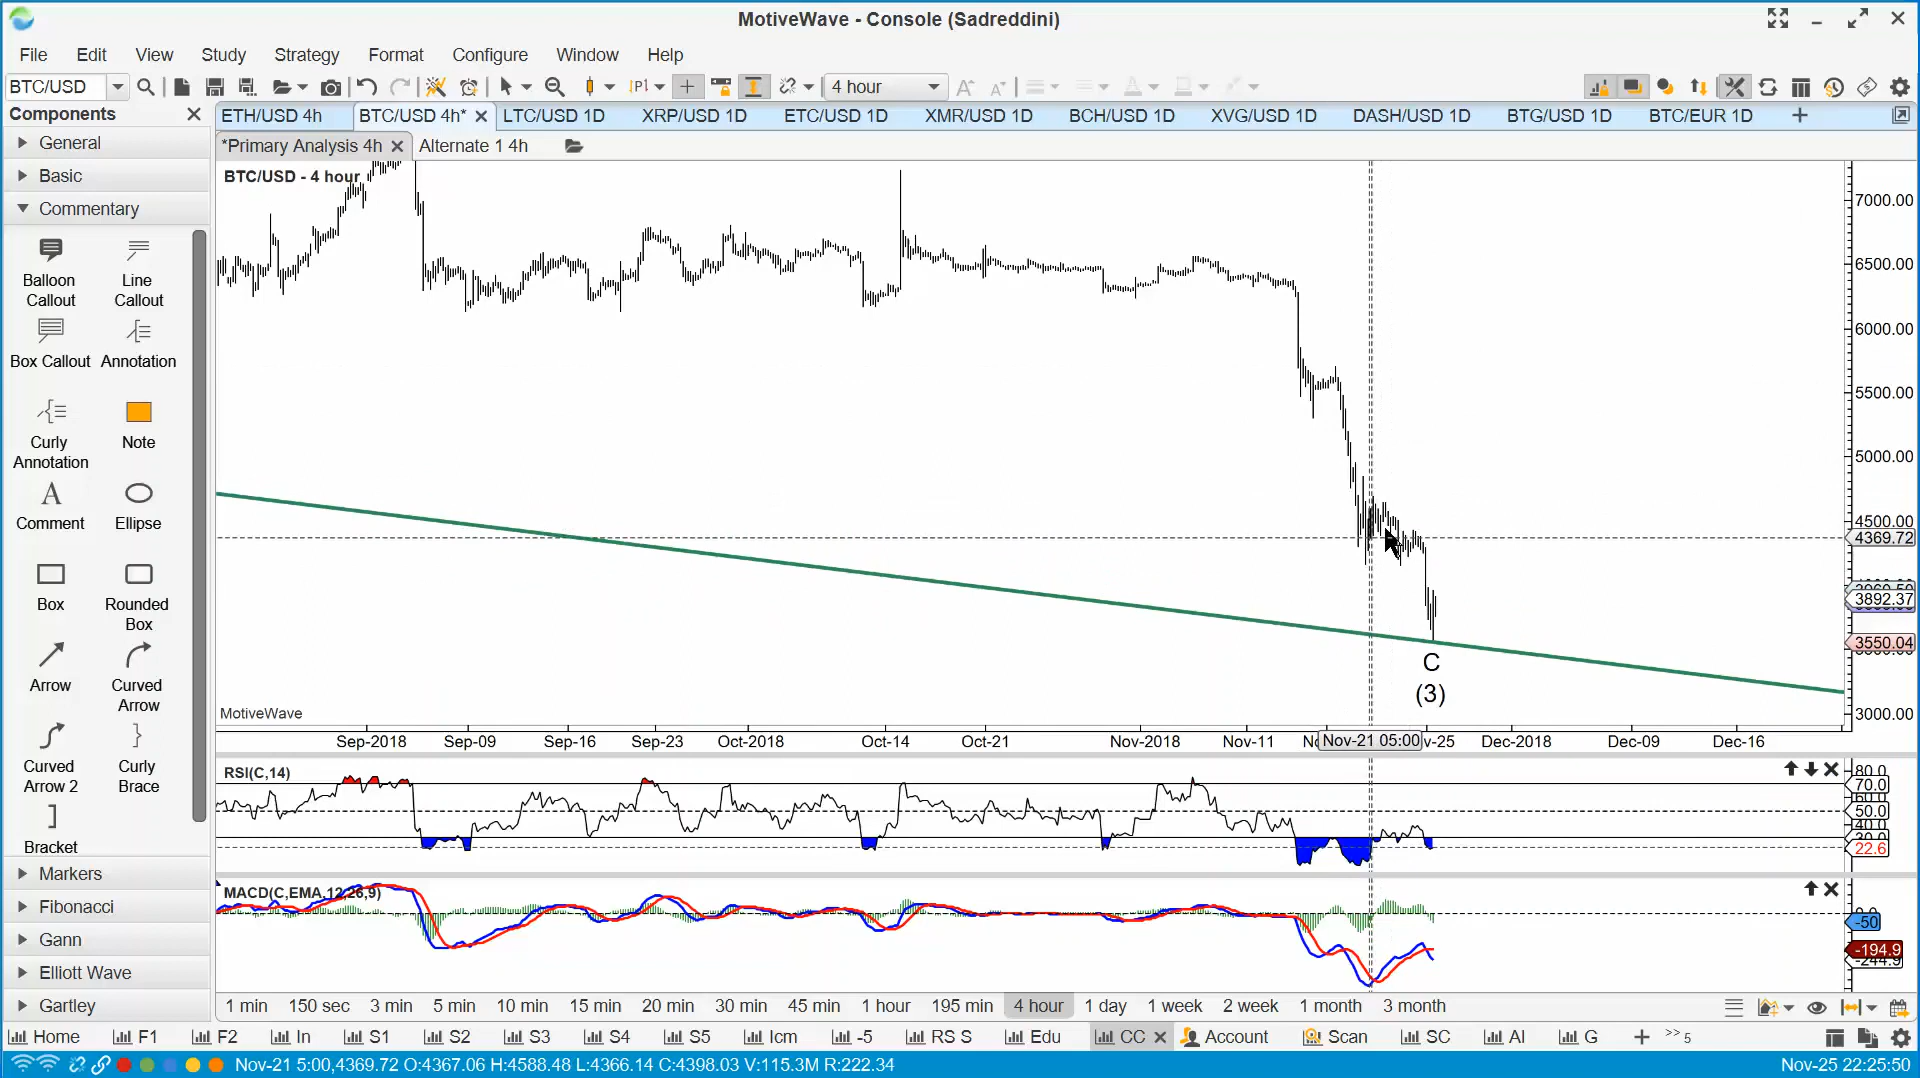 MotiveWave - Console (Sadreddini)
File Edit View Study Strategy Format Configure Window Help
BTC/USD 4 hour
Components ETH/USD 4h BTC/USD 4h* LTC/USD 1D XRP/USD 1D ETC/USD 1D XMR/USD 1D BCH/USD 1D XVG/USD 1D DASH/USD 1D BTG/USD 1D BTC/EUR 1D
General *Primary Analysis 4h Alternate 1 4h
Basic
BTC/USD - 4 hour
Commentary
Balloon Callout
Line Callout
Box Callout
Annotation
Curly Annotation
Note
Comment
Ellipse
Box
Rounded Box
Arrow
Curved Arrow
Curved Arrow 2
Curly Brace
Bracket
Markers
Fibonacci
Gann
Elliott Wave
Gartley
7000.00
6500.00
6000.00
5500.00
5000.00
4500.00
4369.72
3892.37
3550.04
3000.00
C
(3)
MotiveWave
Sep-2018 Sep-09 Sep-16 Sep-23 Oct-2018 Oct-14 Oct-21 Nov-2018 Nov-11 Nov-21 05:00 Dec-2018 Dec-09 Dec-16
RSI(C,14)
80.0
70.0
50.0
40.0
22.6
MACD(C,EMA,12,26,9)
-50
-194.9
-244.9
1 min 150 sec 3 min 5 min 10 min 15 min 20 min 30 min 45 min 1 hour 195 min 4 hour 1 day 1 week 2 week 1 month 3 month
Home F1 F2 In S1 S2 S3 S4 S5 Icm -5 RS S Edu CC Account Scan SC AI G >> 5
Nov-21 5:00,4369.72 O:4367.06 H:4588.48 L:4366.14 C:4398.03 V:115.3M R:222.34
Nov-25 22:25:50